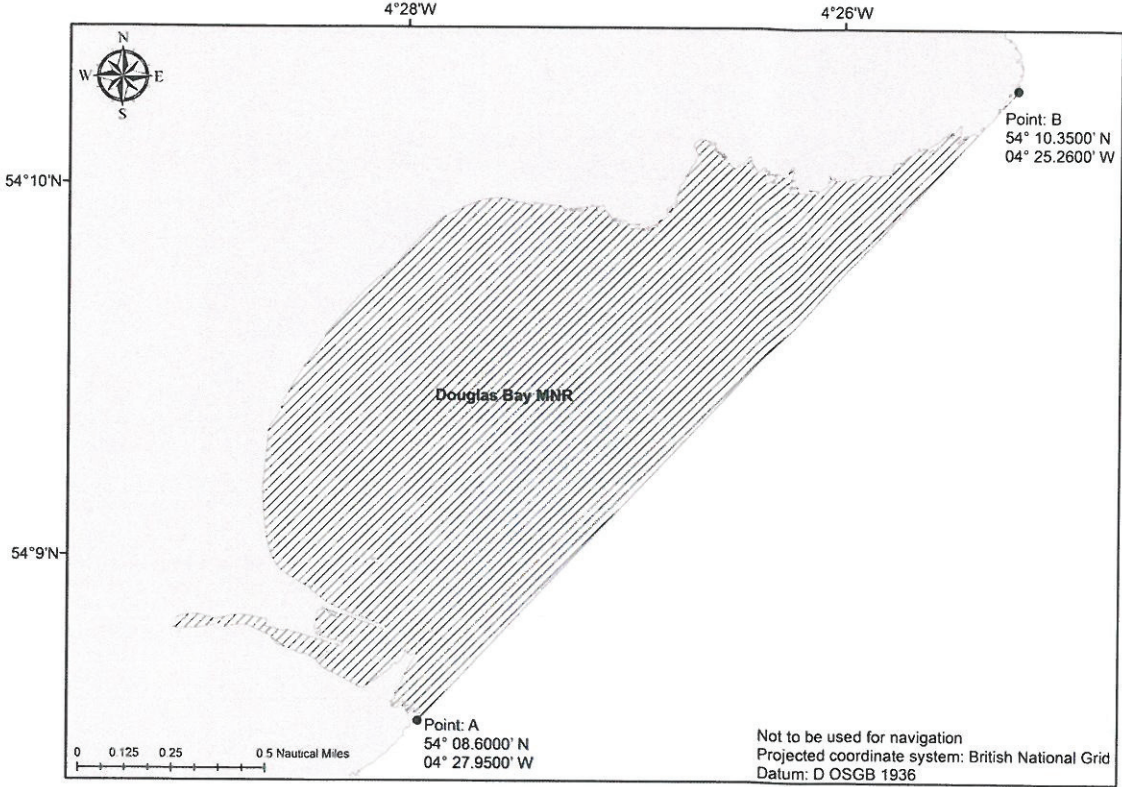 4°28'W
4°26'W
N
W
E
S
Point: B
54° 10.3500' N
04° 25.2600' W
54°10'N
Douglas Bay MNR
54°9'N
Point: A
54° 08.6000' N
04° 27.9500' W
0 0.125 0.25 0.5 Nautical Miles
Not to be used for navigation
Projected coordinate system: British National Grid
Datum: D OSGB 1936